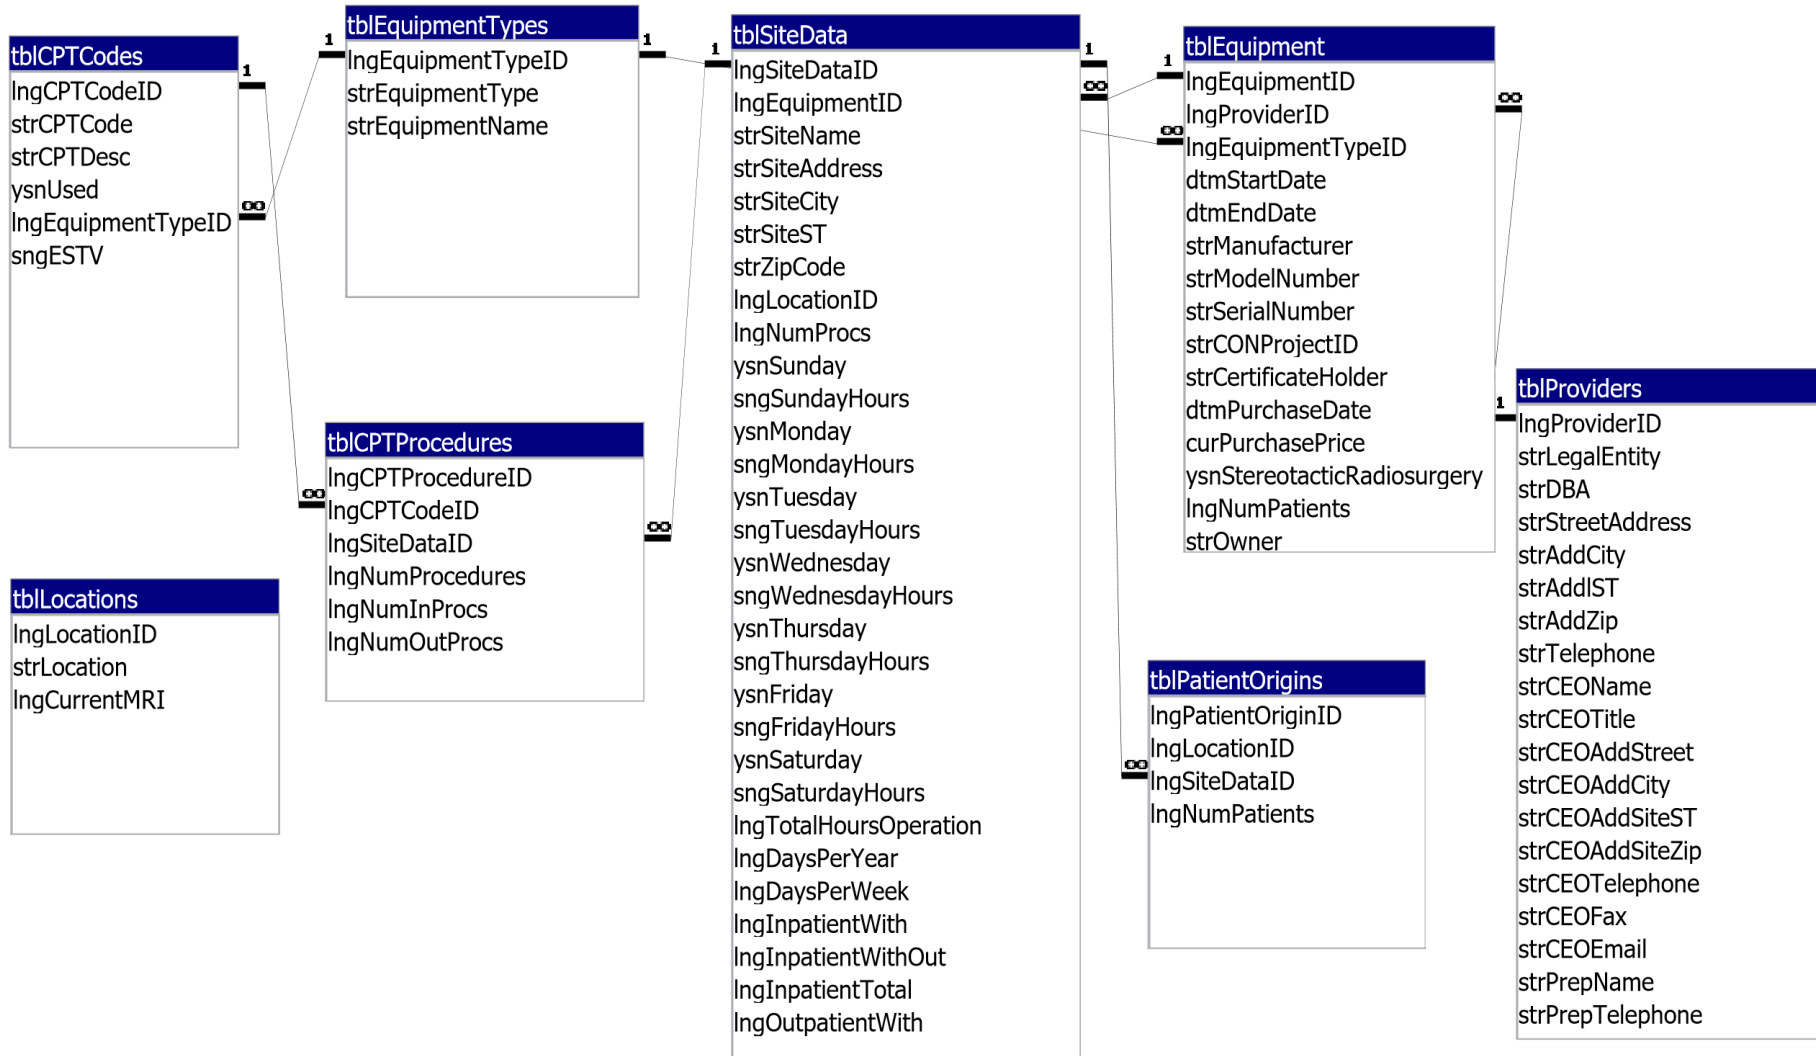 tblCPTCodes
lngCPTCodeID
strCPTCode
strCPTDesc
ysnUsed
lngEquipmentTypeID
sngESTV
1
∞
tblEquipmentTypes
lngEquipmentTypeID
strEquipmentType
strEquipmentName
1
1
tblCPTProcedures
lngCPTProcedureID
lngCPTCodeID
lngSiteDataID
lngNumProcedures
lngNumInProcs
lngNumOutProcs
∞
∞
tblLocations
lngLocationID
strLocation
lngCurrentMRI
tblSiteData
lngSiteDataID
lngEquipmentID
strSiteName
strSiteAddress
strSiteCity
strSiteST
strZipCode
lngLocationID
lngNumProcs
ysnSunday
sngSundayHours
ysnMonday
sngMondayHours
ysnTuesday
sngTuesdayHours
ysnWednesday
sngWednesdayHours
ysnThursday
sngThursdayHours
ysnFriday
sngFridayHours
ysnSaturday
sngSaturdayHours
lngTotalHoursOperation
lngDaysPerYear
lngDaysPerWeek
lngInpatientWith
lngInpatientWithOut
lngInpatientTotal
lngOutpatientWith
1
1
∞
tblEquipment
lngEquipmentID
lngProviderID
lngEquipmentTypeID
dtmStartDate
dtmEndDate
strManufacturer
strModelNumber
strSerialNumber
strCONProjectID
strCertificateHolder
dtmPurchaseDate
curPurchasePrice
ysnStereotacticRadiosurgery
lngNumPatients
strOwner
1
∞
∞
tblPatientOrigins
lngPatientOriginID
lngLocationID
lngSiteDataID
lngNumPatients
∞
tblProviders
lngProviderID
strLegalEntity
strDBA
strStreetAddress
strAddCity
strAddlST
strAddZip
strTelephone
strCEOName
strCEOTitle
strCEOAddStreet
strCEOAddCity
strCEOAddSiteST
strCEOAddSiteZip
strCEOTelephone
strCEOFax
strCEOEmail
strPrepName
strPrepTelephone
1